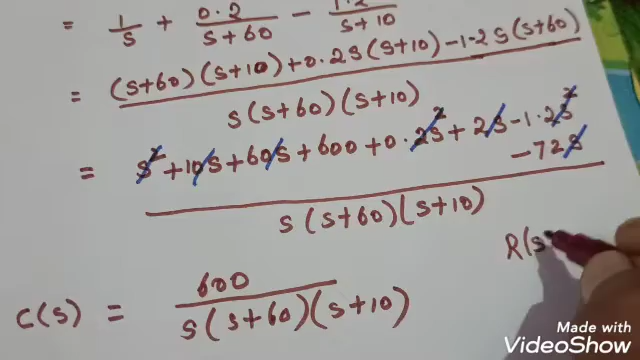 = 1/s + 0.2/(s+60) − 1.2/(s+10)
= ((s+60)(s+10)+0.2s(s+10)−1.2s(s+60)) / (s(s+60)(s+10))
= (s²+10s+60s+600+0.2s²+2s−1.2s²−72s) / (s(s+60)(s+10))
C(s) = 600 / (s(s+60)(s+10))
R(s
Made with
VideoShow